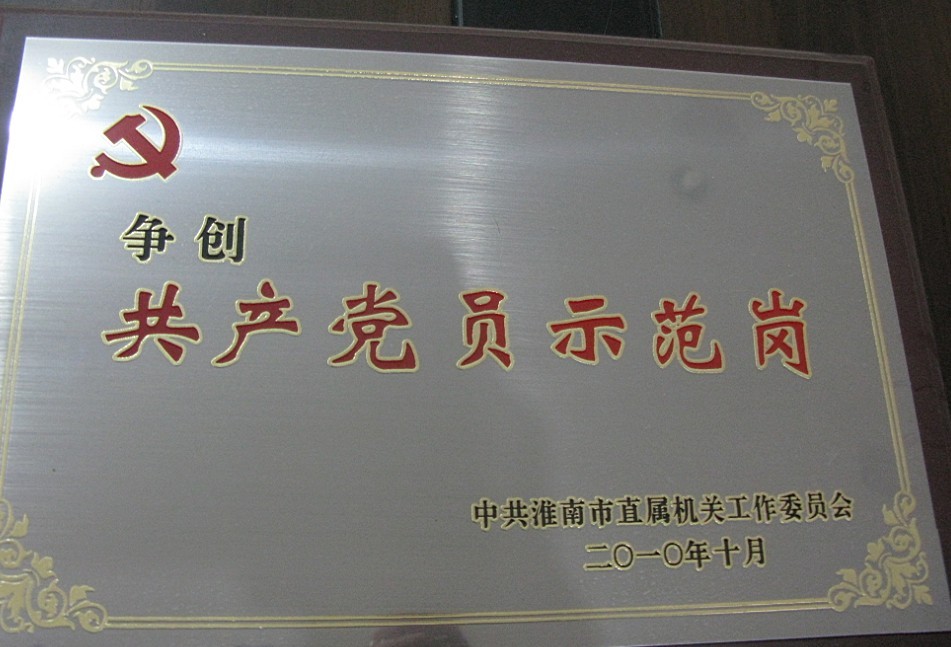 争创
共产党员示范岗
中共淮南市直属机关工作委员会
二〇一〇年十月